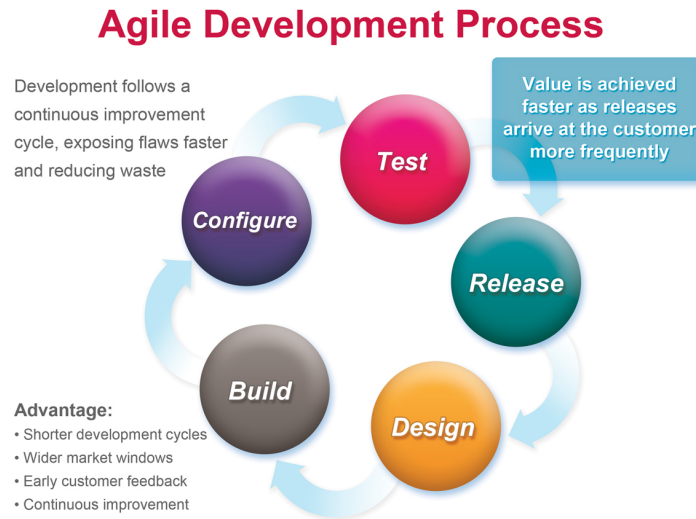 Agile Development Process
Development follows a
continuous improvement
cycle, exposing flaws faster
and reducing waste
Value is achieved
faster as releases
arrive at the customer
more frequently
Test
Configure
Release
Build
Design
Advantage:
• Shorter development cycles
• Wider market windows
• Early customer feedback
• Continuous improvement